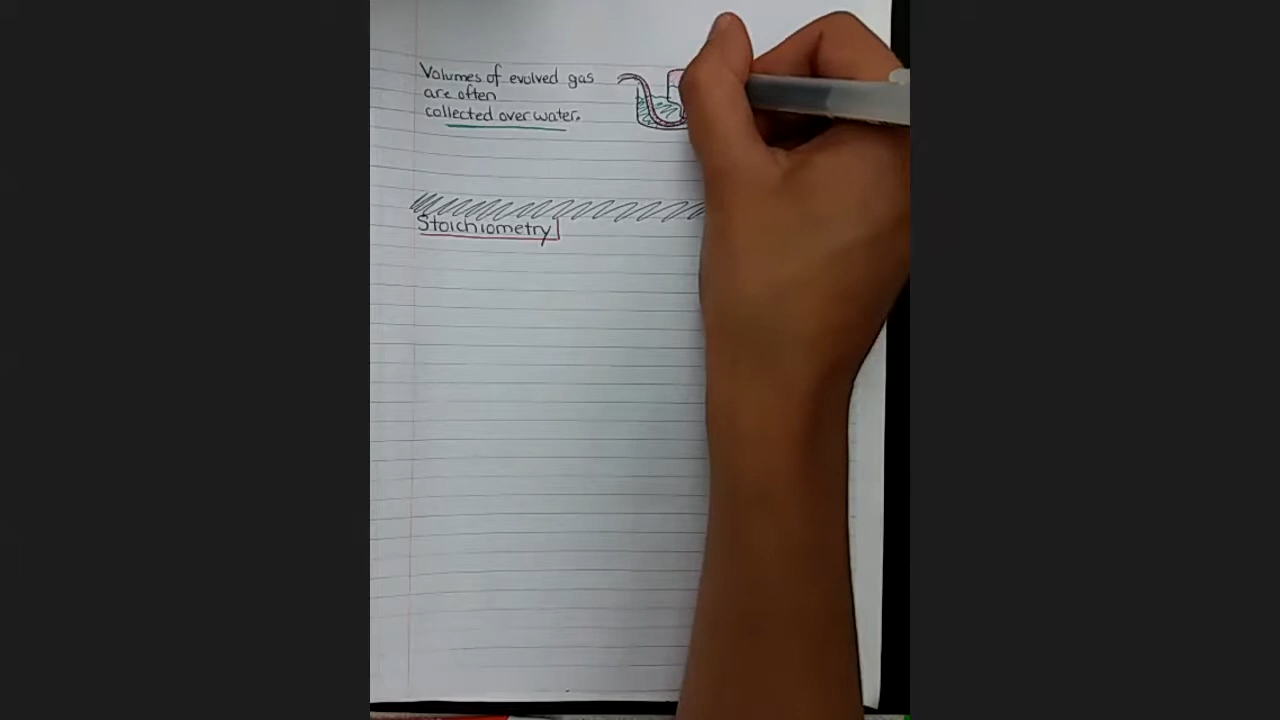 Volumes of evolved gas
are often
collected over water.
Stoichiometry